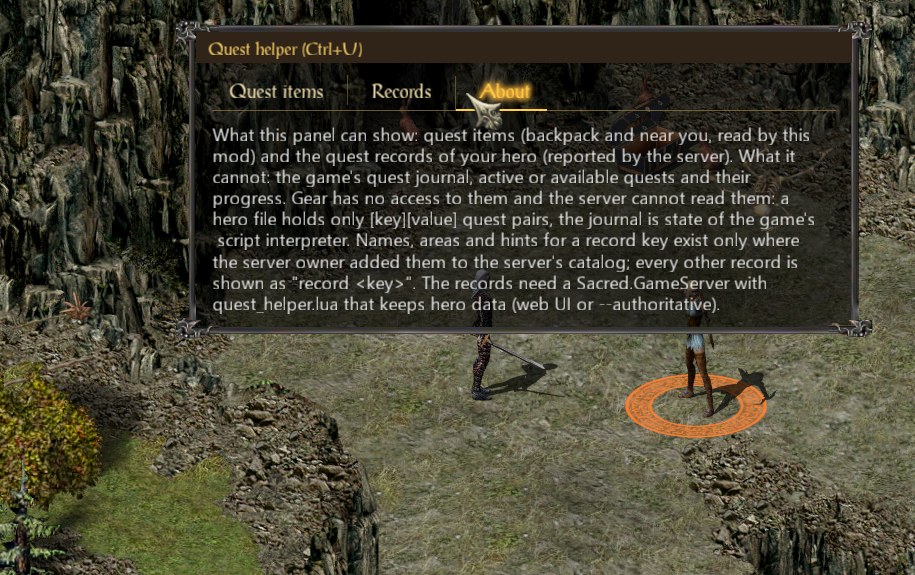 Quest helper (Ctrl+U)
Quest items
Records
About
What this panel can show: quest items (backpack and near you, read by this
mod) and the quest records of your hero (reported by the server). What it
cannot: the game's quest journal, active or available quests and their
progress. Gear has no access to them and the server cannot read them: a
hero file holds only [key][value] quest pairs, the journal is state of the game's
script interpreter. Names, areas and hints for a record key exist only where
the server owner added them to the server's catalog; every other record is
shown as "record <key>". The records need a Sacred.GameServer with
quest_helper.lua that keeps hero data (web UI or --authoritative).